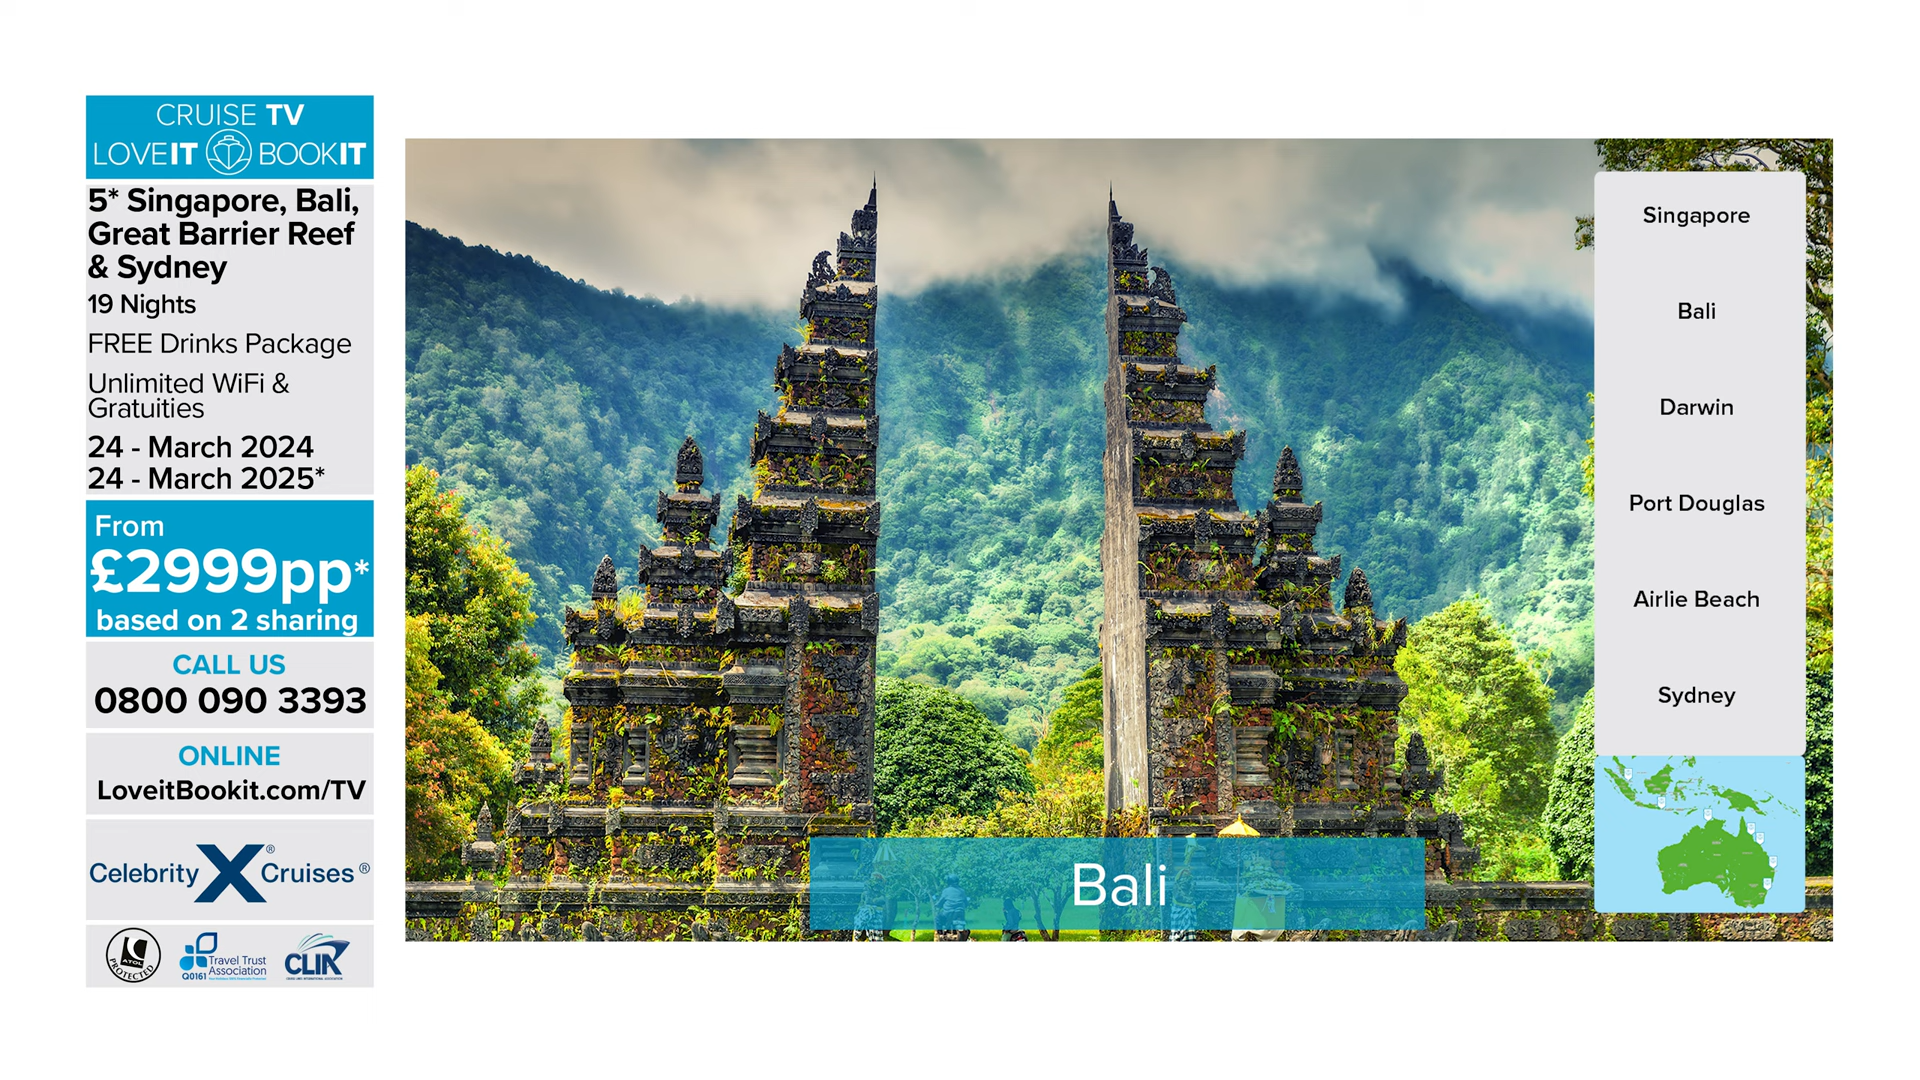 CRUISE TV
LOVEIT BOOKIT
5* Singapore, Bali,
Great Barrier Reef
& Sydney
19 Nights
FREE Drinks Package
Unlimited WiFi &
Gratuities
24 - March 2024
24 - March 2025*
From
£2999pp*
based on 2 sharing
CALL US
0800 090 3393
ONLINE
LoveitBookit.com/TV
Celebrity X® Cruises®
ATOL
PROTECTED
Travel Trust
Association
Q0161
CLIA
Bali
Singapore
Bali
Darwin
Port Douglas
Airlie Beach
Sydney